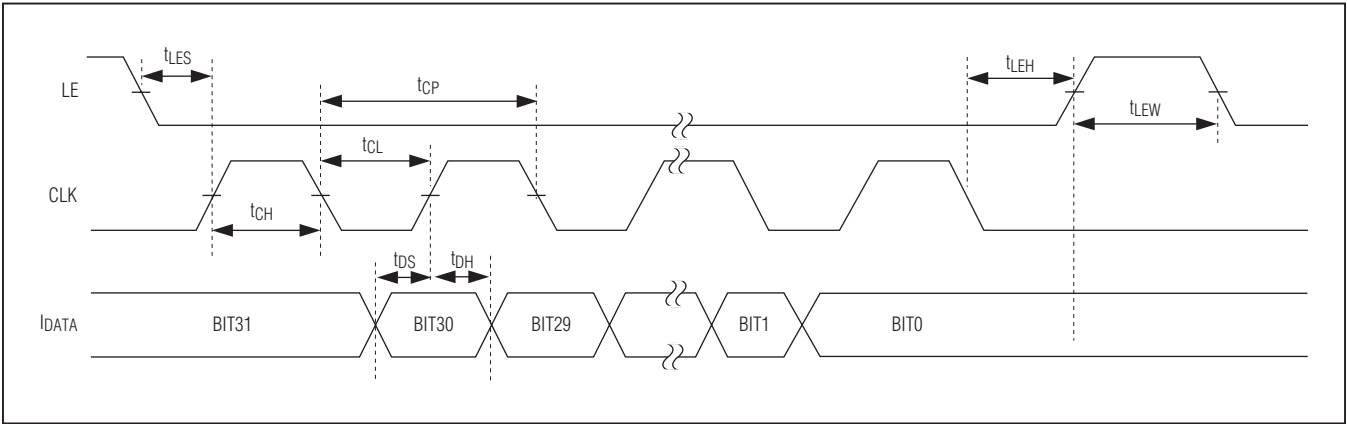 LE
tLES
tCP
tLEH
tLEW
CLK
tCL
tCH
tDS
tDH
IDATA
BIT31
BIT30
BIT29
BIT1
BIT0